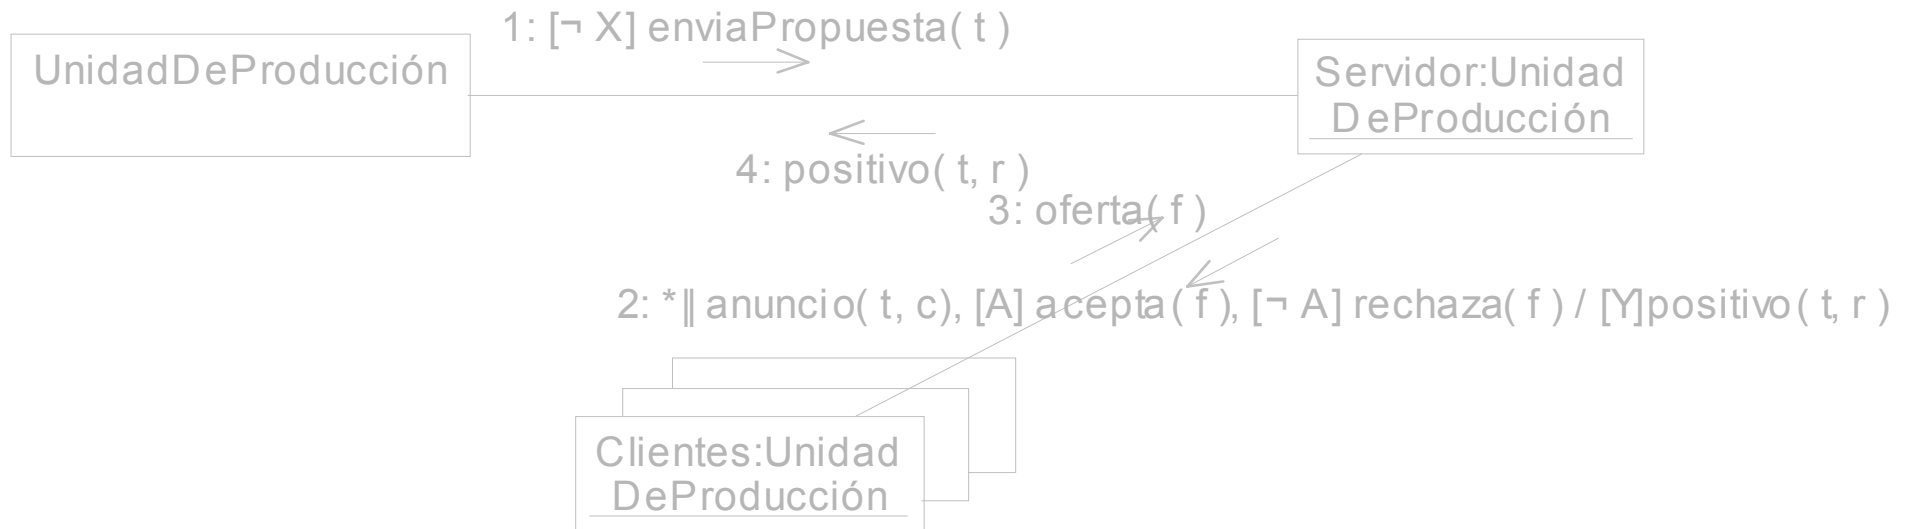 1: [¬ X] enviaPropuesta( t )
UnidadDeProducción
Servidor:Unidad
DeProducción
4: positivo( t, r )
3: oferta( f )
2: *|| anuncio( t, c), [A] acepta( f ), [¬ A] rechaza( f ) / [Y]positivo( t, r )
Clientes:Unidad
DeProducción